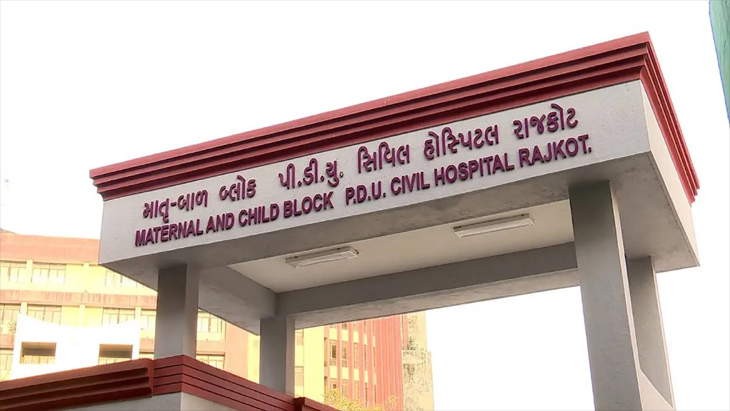 માતૃ-બાળ બ્લોક પી.ડી.યુ. સિવિલ હોસ્પિટલ રાજકોટ
MATERNAL AND CHILD BLOCK P.D.U. CIVIL HOSPITAL RAJKOT.